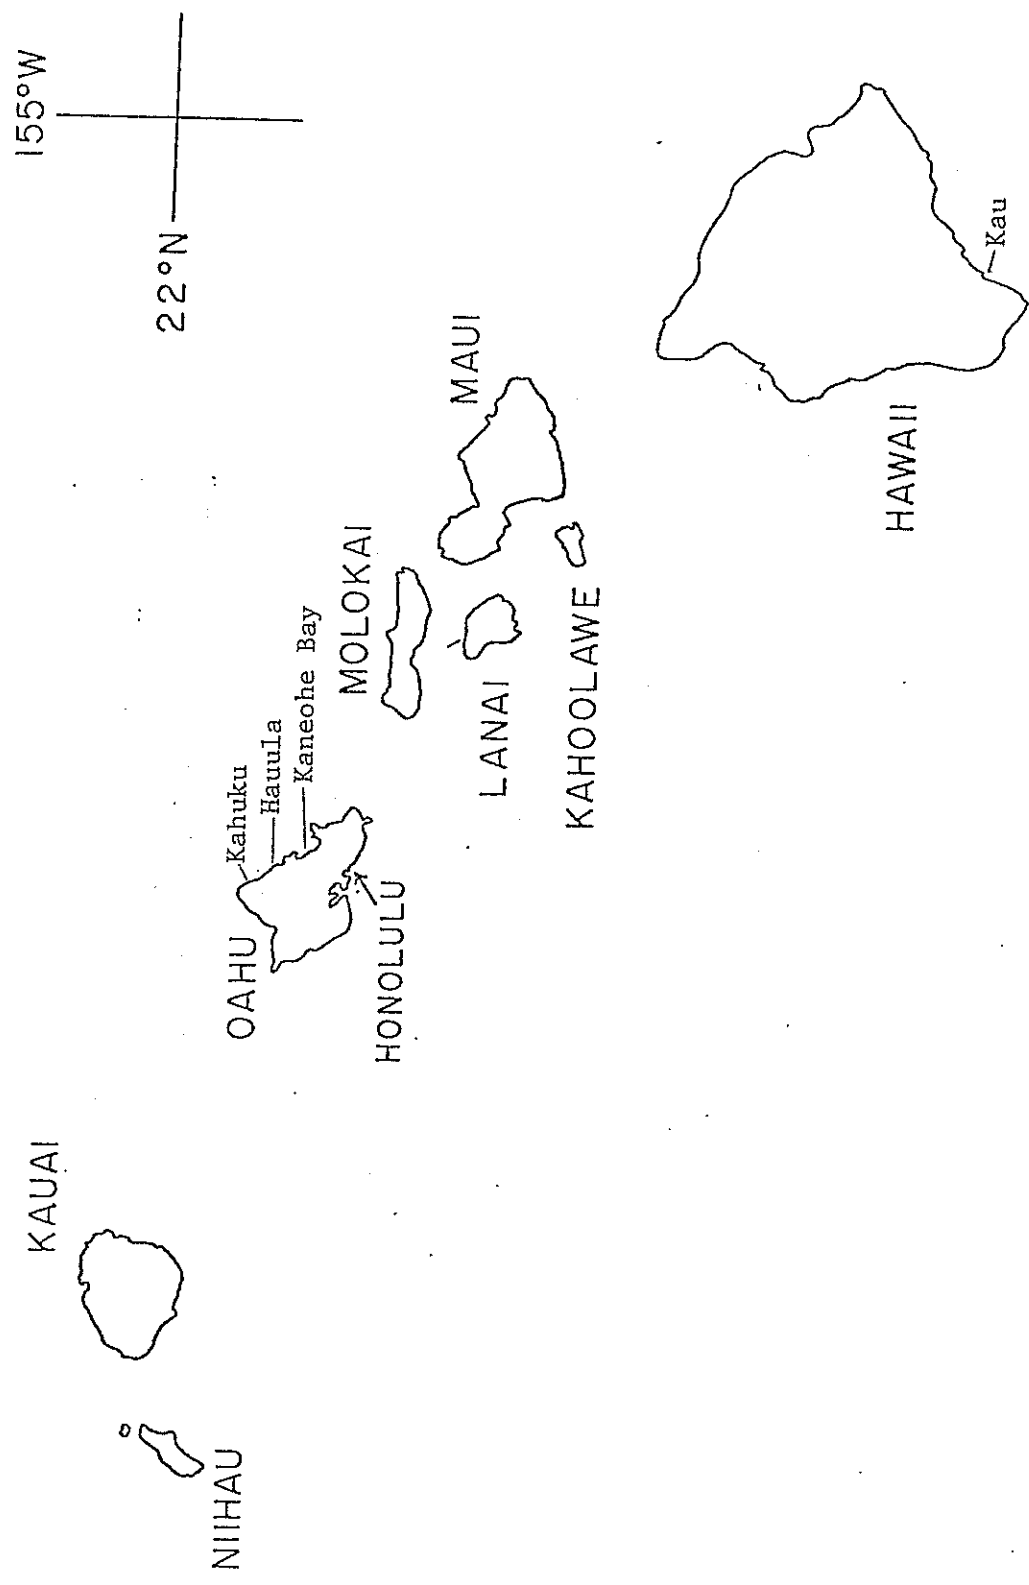 155°W
22°N
KAUAI
NIIHAU
OAHU
Kahuku
Hauula
Kaneohe Bay
HONOLULU
MOLOKAI
LANAI
MAUI
KAHOOLAWE
HAWAII
Kau